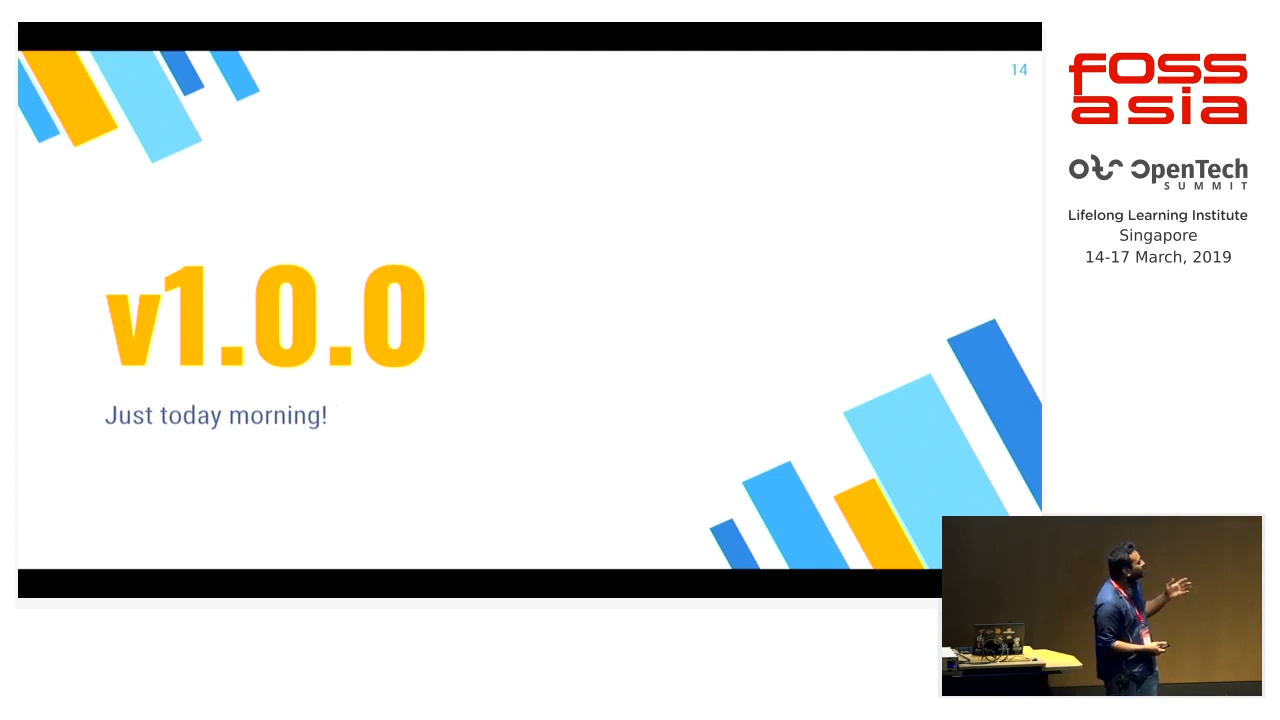 14
v1.0.0
Just today morning!
fOSS
asia
OpenTech
SUMMIT
Lifelong Learning Institute
Singapore
14-17 March, 2019